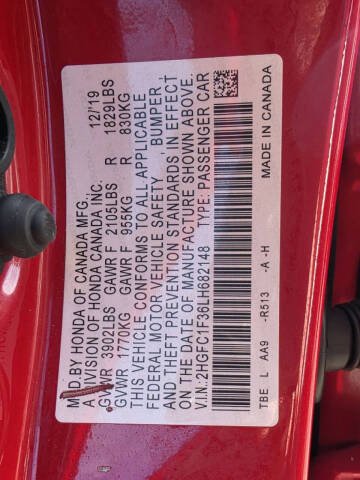 MFD. BY HONDA OF CANADA MFG.,
A DIVISION OF HONDA CANADA INC. 12/'19
GVWR 3902LBS GAWR F 2105LBS R 1829LBS
GVWR 1770KG GAWR F 955KG R 830KG
THIS VEHICLE CONFORMS TO ALL APPLICABLE
FEDERAL MOTOR VEHICLE SAFETY, BUMPER,
AND THEFT PREVENTION STANDARDS IN EFFECT
ON THE DATE OF MANUFACTURE SHOWN ABOVE.
V.I.N.:2HGFC1F36LH682148 TYPE: PASSENGER CAR
TBE L AA9 -R513 -A -H MADE IN CANADA